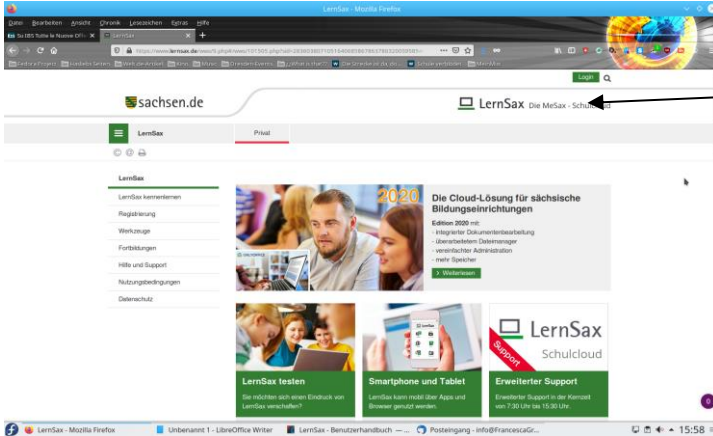 LernSax - Mozilla Firefox
Datei Bearbeiten Ansicht Chronik Lesezeichen Extras Hilfe
LernSax
Login
sachsen.de
LernSax Die MeSax - Schulcloud
LernSax Privat
LernSax
LernSax kennenlernen
Registrierung
Werkzeuge
Fortbildungen
Hilfe und Support
Nutzungsbedingungen
Datenschutz
2020
Die Cloud-Lösung für sächsische
Bildungseinrichtungen
Edition 2020 mit:
- integrierter Dokumentenbearbeitung
- überarbeitetem Dateimanager
- vereinfachter Administration
- mehr Speicher
> Weiterlesen
LernSax
Schulcloud
Support
LernSax testen
Sie möchten sich einen Eindruck von
LernSax verschaffen?
Smartphone und Tablet
LernSax kann mobil über Apps und
Browser genutzt werden.
Erweiterter Support
Erweiterter Support in der Kernzeit
von 7:30 Uhr bis 15:30 Uhr.
LernSax - Mozilla Firefox Unbenannt 1 - LibreOffice Writer LernSax - Benutzerhandbuch — ... Posteingang - info@FrancescaGr... 15:58